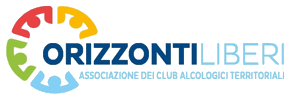 ORIZZONTILIBERI
ASSOCIAZIONE DEI CLUB ALCOLOGICI TERRITORIALI